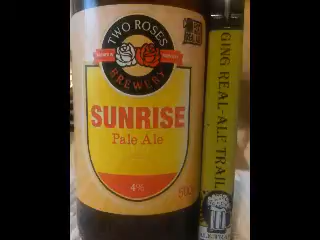 TWO ROSES
BREWERY
SUNRISE
Pale Ale
4%
GING REAL-ALE TRAIL